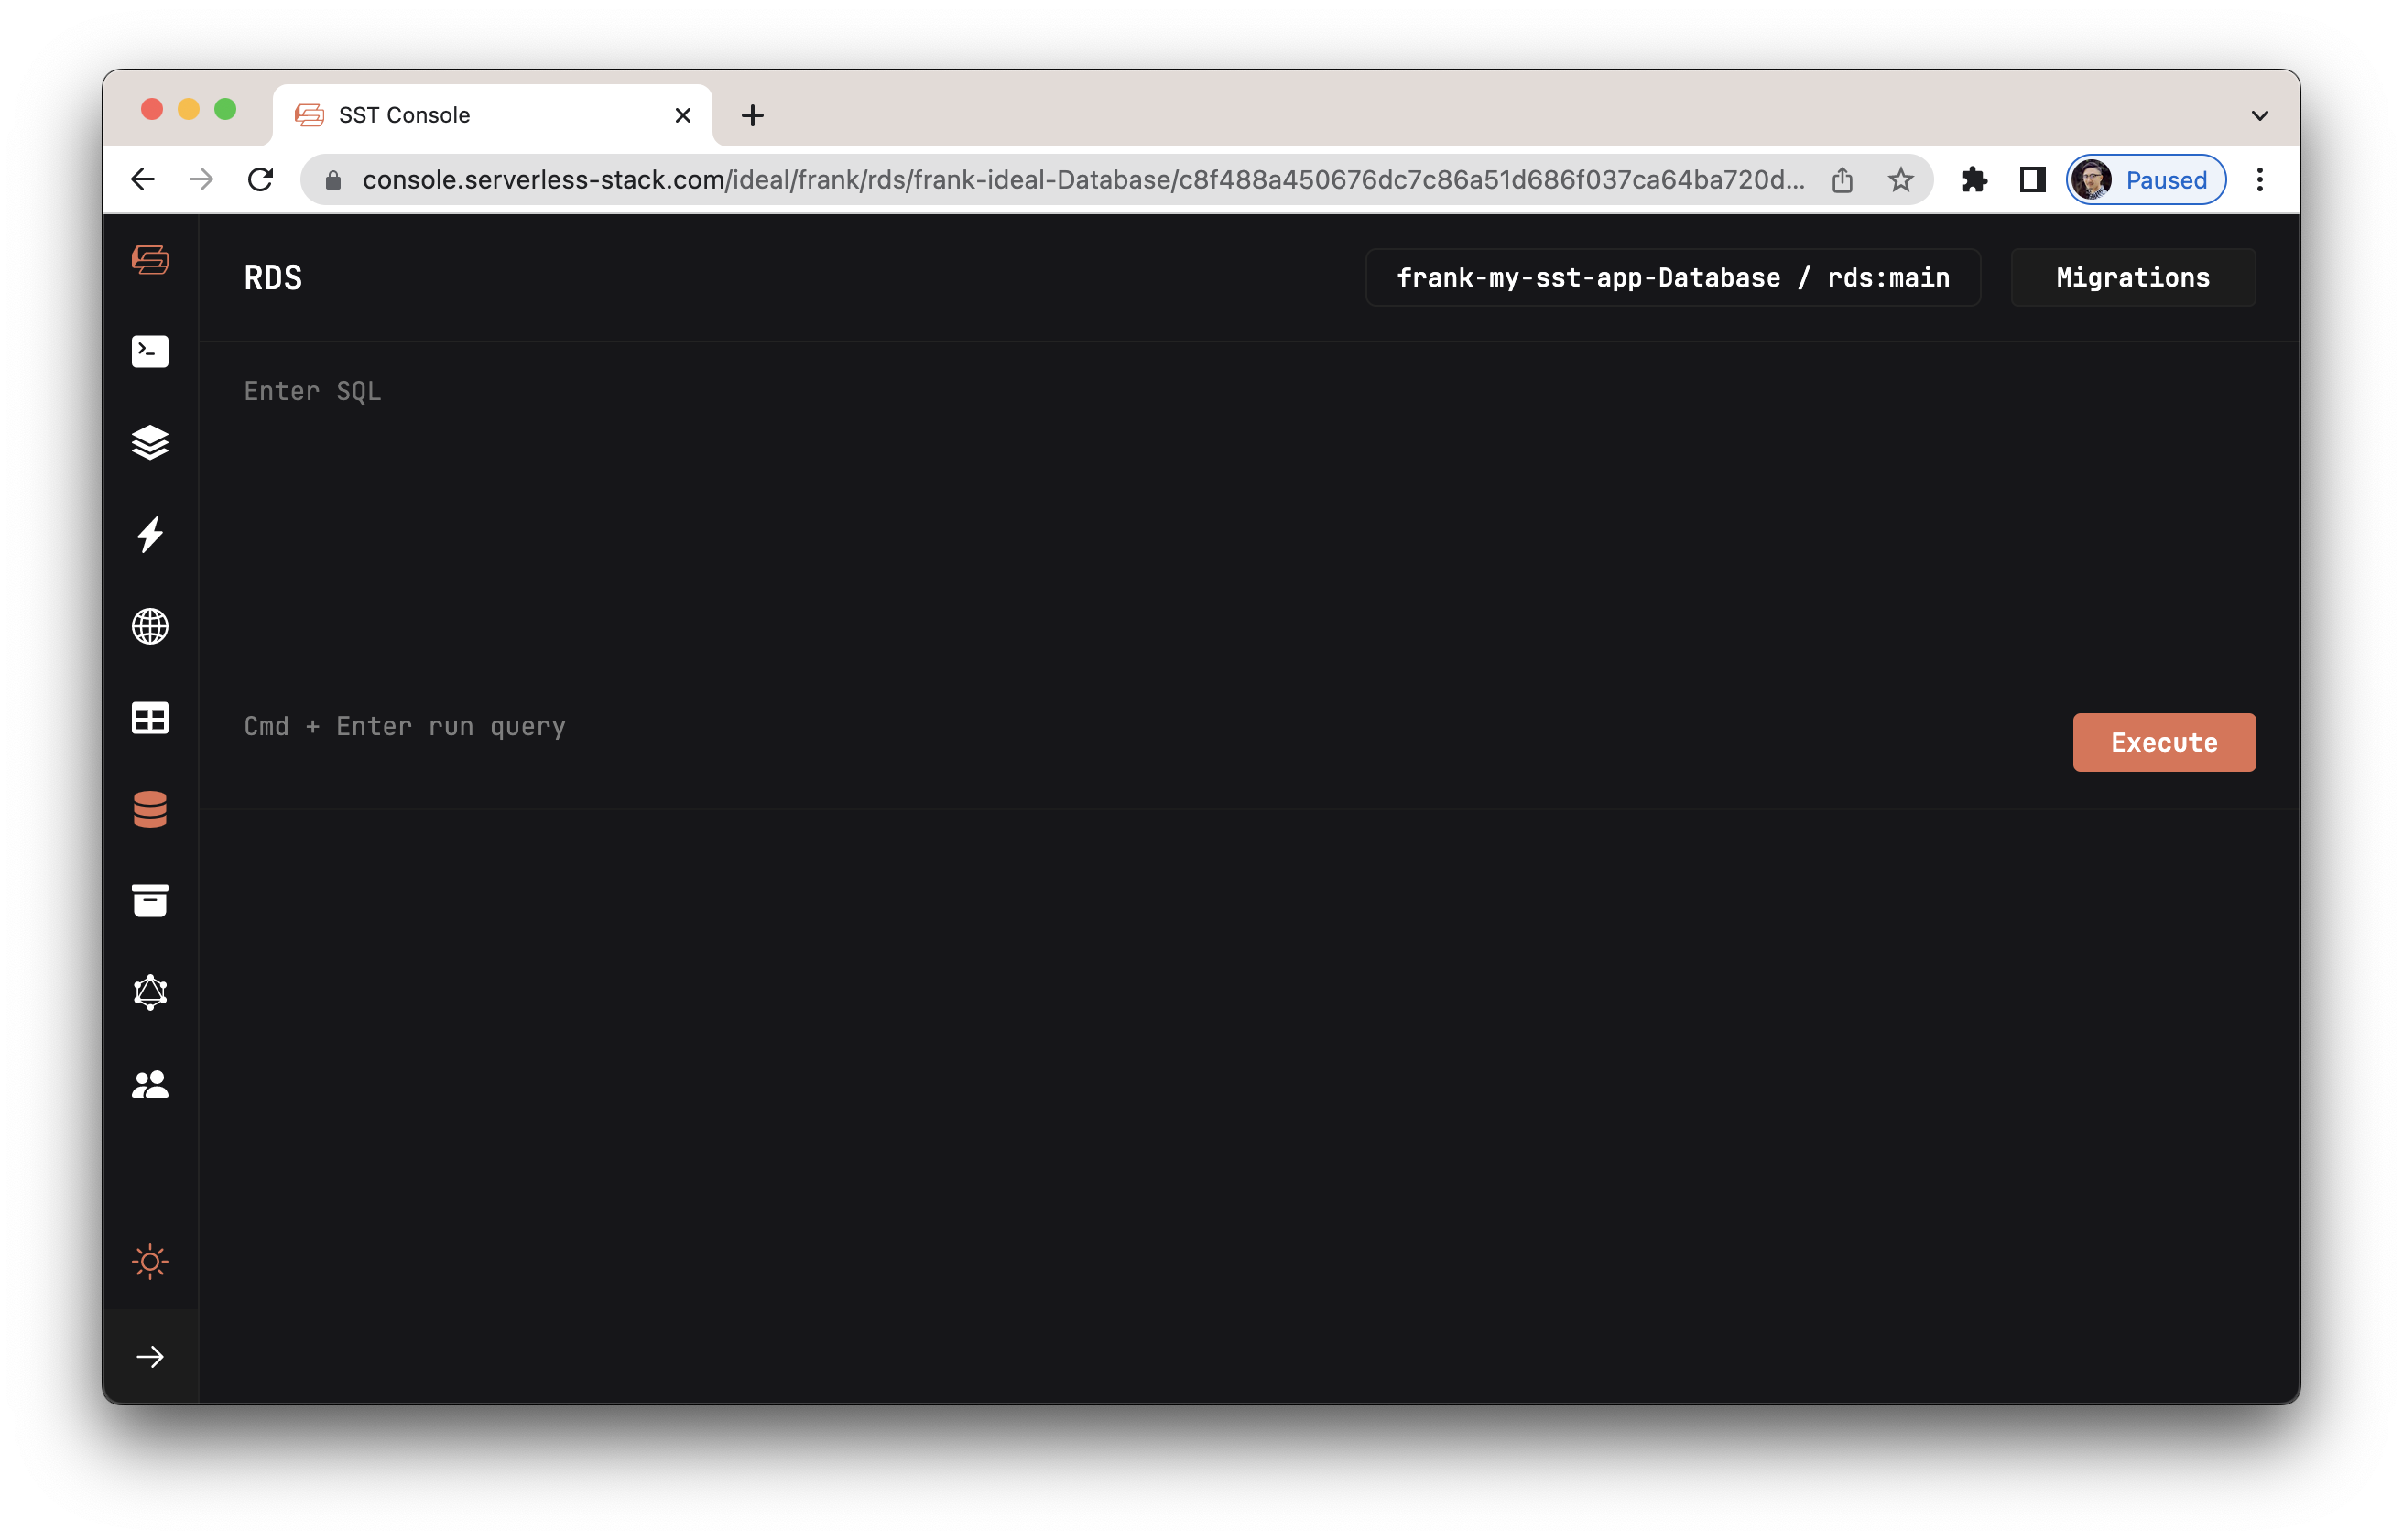 SST Console
console.serverless-stack.com/ideal/frank/rds/frank-ideal-Database/c8f488a450676dc7c86a51d686f037ca64ba720d...
Paused
RDS
frank-my-sst-app-Database / rds:main
Migrations
Enter SQL
Cmd + Enter run query
Execute